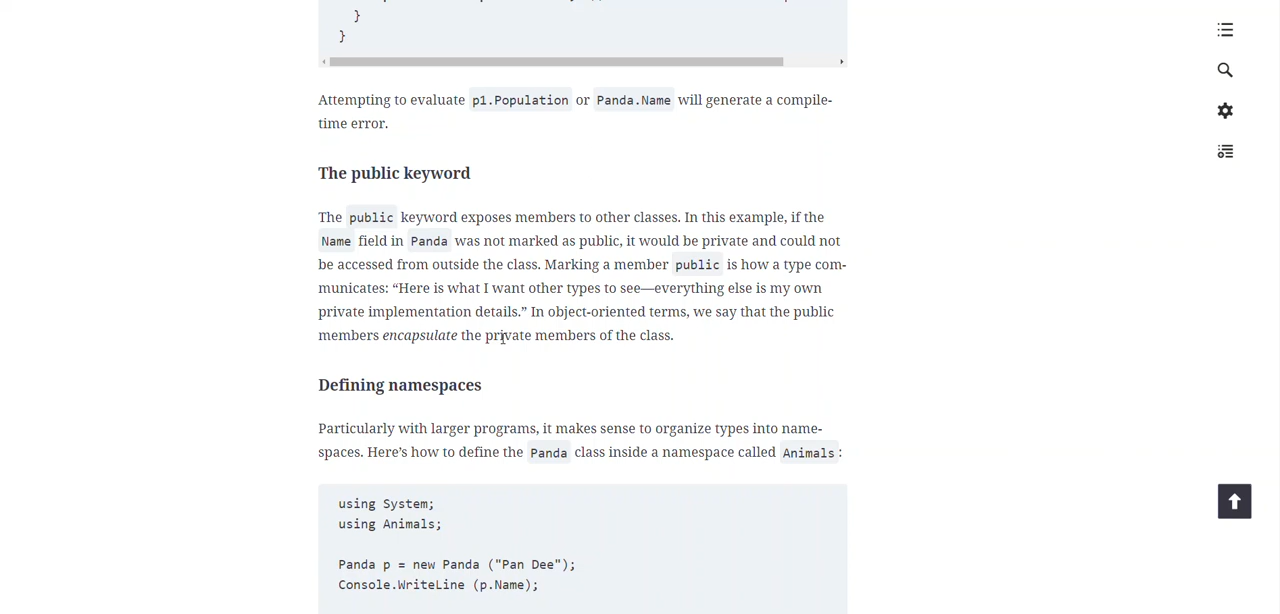 }
}
Attempting to evaluate p1.Population or Panda.Name will generate a compile-
time error.
The public keyword
The public keyword exposes members to other classes. In this example, if the
Name field in Panda was not marked as public, it would be private and could not
be accessed from outside the class. Marking a member public is how a type com-
municates: “Here is what I want other types to see—everything else is my own
private implementation details.” In object-oriented terms, we say that the public
members encapsulate the private members of the class.
Defining namespaces
Particularly with larger programs, it makes sense to organize types into name-
spaces. Here’s how to define the Panda class inside a namespace called Animals:
using System;
using Animals;
Panda p = new Panda ("Pan Dee");
Console.WriteLine (p.Name);